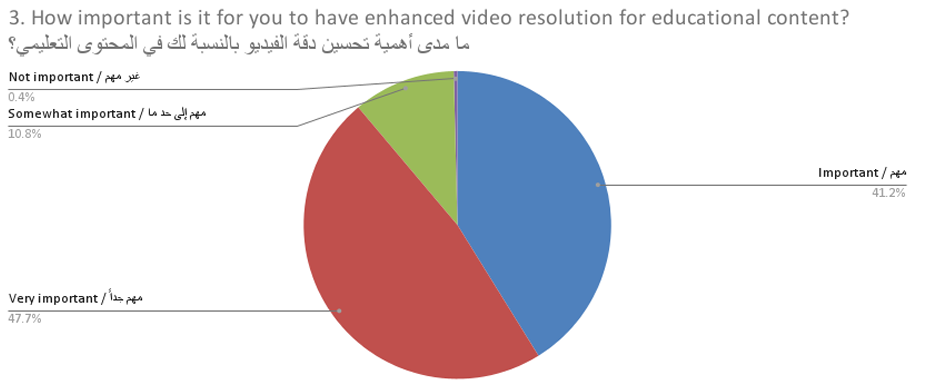 3. How important is it for you to have enhanced video resolution for educational content?
ما مدى أهمية تحسين دقة الفيديو بالنسبة لك في المحتوى التعليمي؟
Not important / غير مهم
0.4%
Somewhat important / مهم إلى حد ما
10.8%
Important / مهم
41.2%
Very important / مهم جداً
47.7%